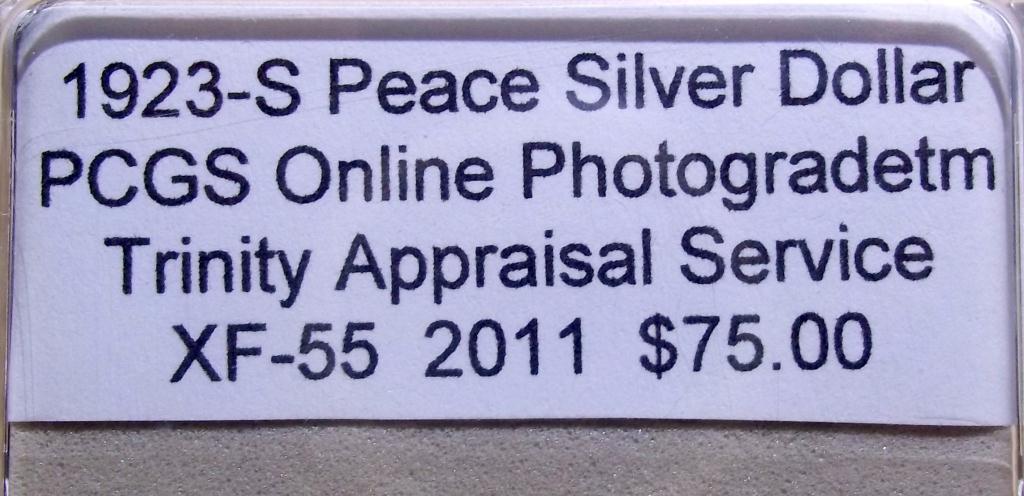 1923-S Peace Silver Dollar
PCGS Online Photogradetm
Trinity Appraisal Service
XF-55 2011 $75.00